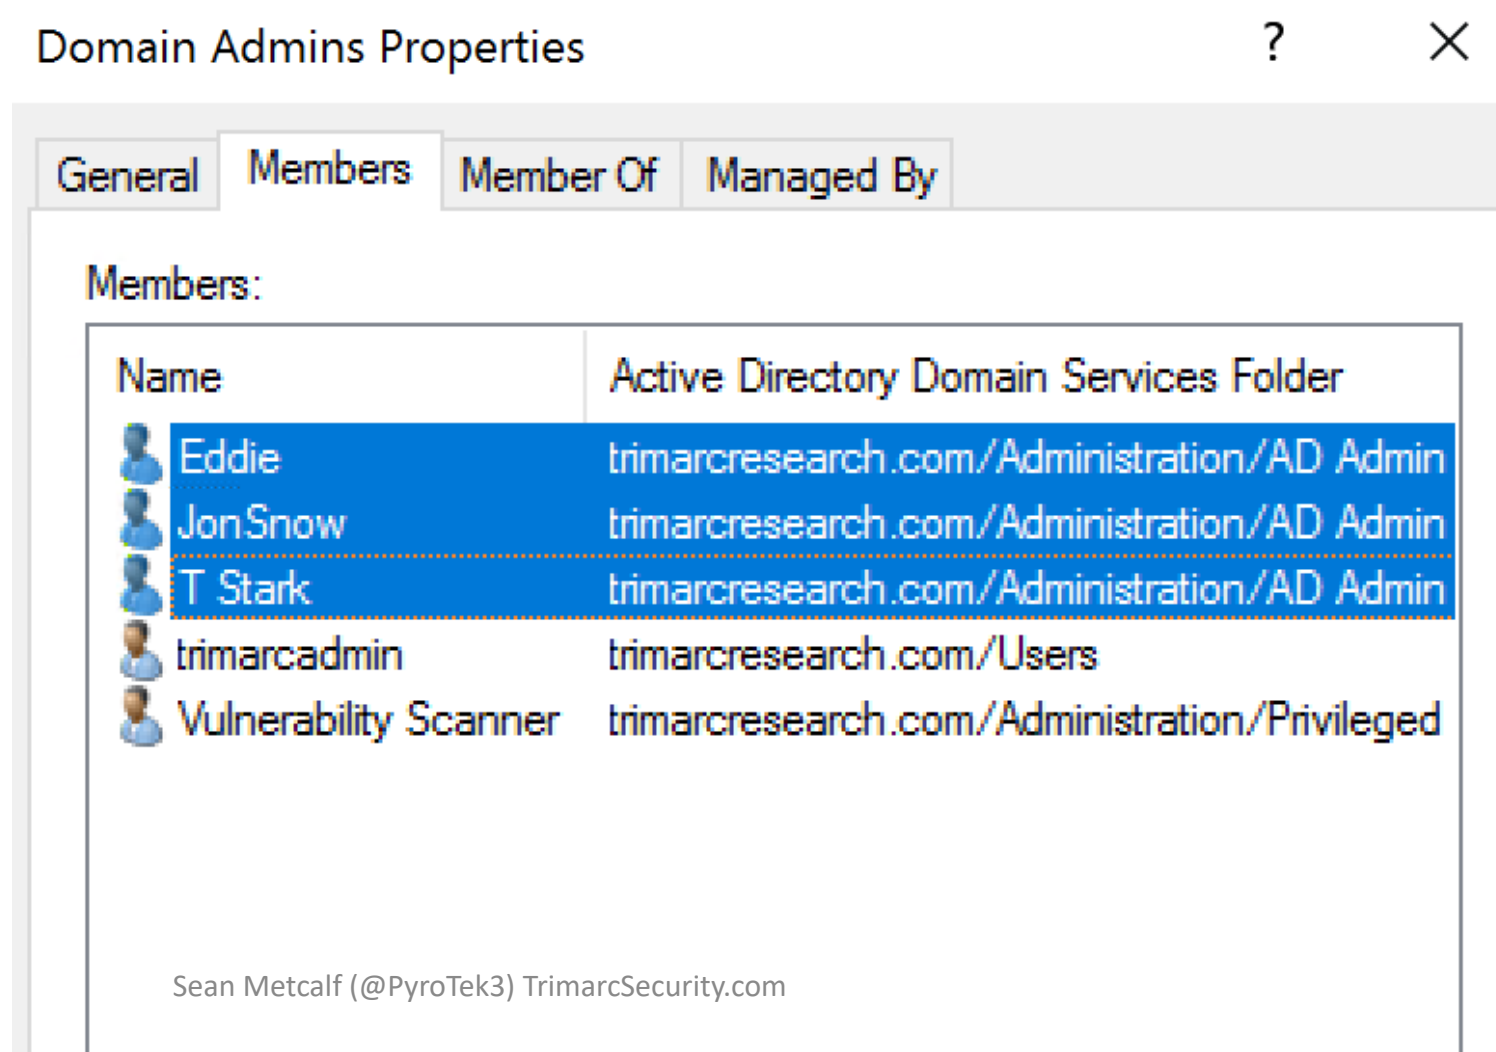 Domain Admins Properties ? ×
General Members Member Of Managed By
Members:
Name Active Directory Domain Services Folder
Eddie trimarcresearch.com/Administration/AD Admin
JonSnow trimarcresearch.com/Administration/AD Admin
T Stark trimarcresearch.com/Administration/AD Admin
trimarcadmin trimarcresearch.com/Users
Vulnerability Scanner trimarcresearch.com/Administration/Privileged
Sean Metcalf (@PyroTek3) TrimarcSecurity.com